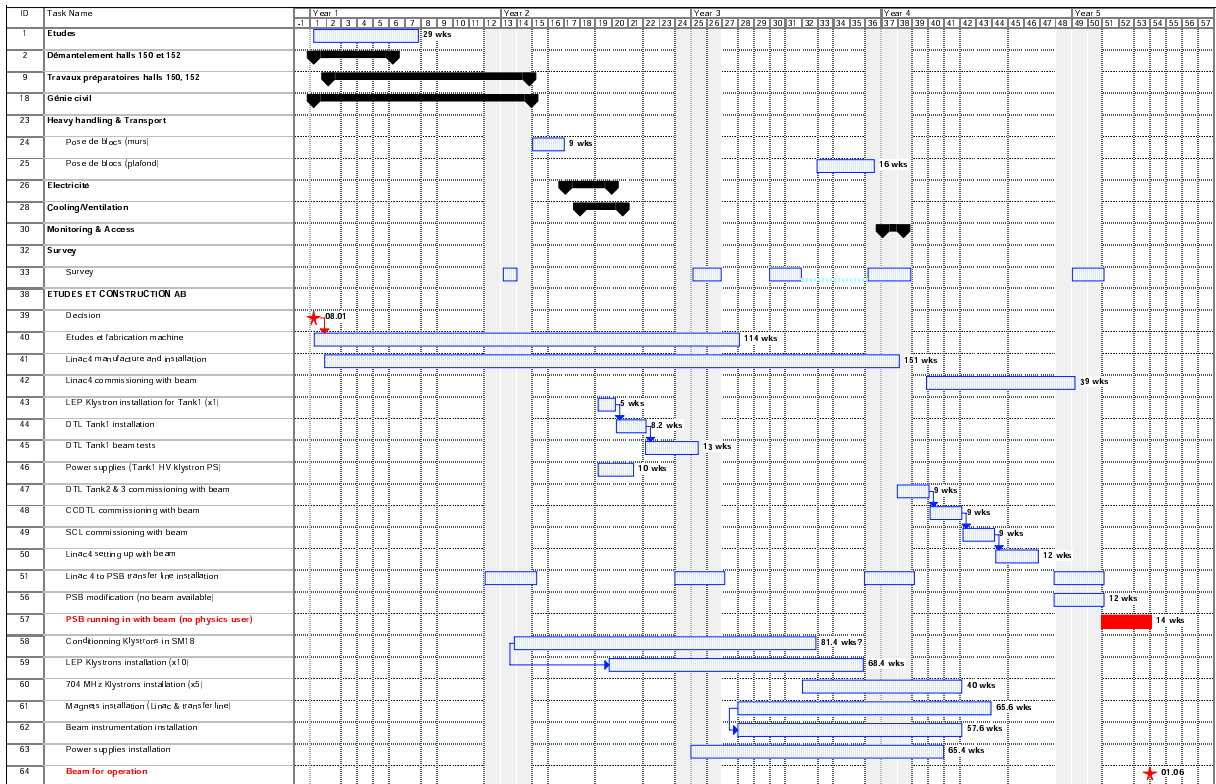 ID Task Name Year 1 Year 2 Year 3 Year 4 Year 5
-1 1 2 3 4 5 6 7 8 9 10 11 12 13 14 15 16 17 18 19 20 21 22 23 24 25 26 27 28 29 30 31 32 33 34 35 36 37 38 39 40 41 42 43 44 45 46 47 48 49 50 51 52 53 54 55 56 57
1 Etudes 29 wks
2 Démantelement halls 150 et 152
9 Travaux préparatoires halls 150, 152
18 Génie civil
23 Heavy handling & Transport
24 Pose de blocs (murs) 9 wks
25 Pose de blocs (plafond) 16 wks
26 Electricité
28 Cooling/Ventilation
30 Monitoring & Access
32 Survey
33 Survey
38 ETUDES ET CONSTRUCTION AB
39 Decision 08.01
40 Etudes et fabrication machine 114 wks
41 Linac4 manufacture and installation 151 wks
42 Linac4 commissioning with beam 39 wks
43 LEP Klystron installation for Tank1 (x1) 5 wks
44 DTL Tank1 installation 8.2 wks
45 DTL Tank1 beam tests 13 wks
46 Power supplies (Tank1 HV klystron PS) 10 wks
47 DTL Tank2 & 3 commissioning with beam 9 wks
48 CCDTL commissioning with beam 9 wks
49 SCL commissioning with beam 9 wks
50 Linac4 setting up with beam 12 wks
51 Linac 4 to PSB transfer line installation
56 PSB modification (no beam available) 12 wks
57 PSB running in with beam (no physics user) 14 wks
58 Conditionning Klystrons in SM18 81.4 wks?
59 LEP Klystrons installation (x10) 68.4 wks
60 704 MHz Klystrons installation (x5) 40 wks
61 Magnets installation (Linac & transfer line) 65.6 wks
62 Beam instrumentation installation 57.6 wks
63 Power supplies installation 65.4 wks
64 Beam for operation 01.06